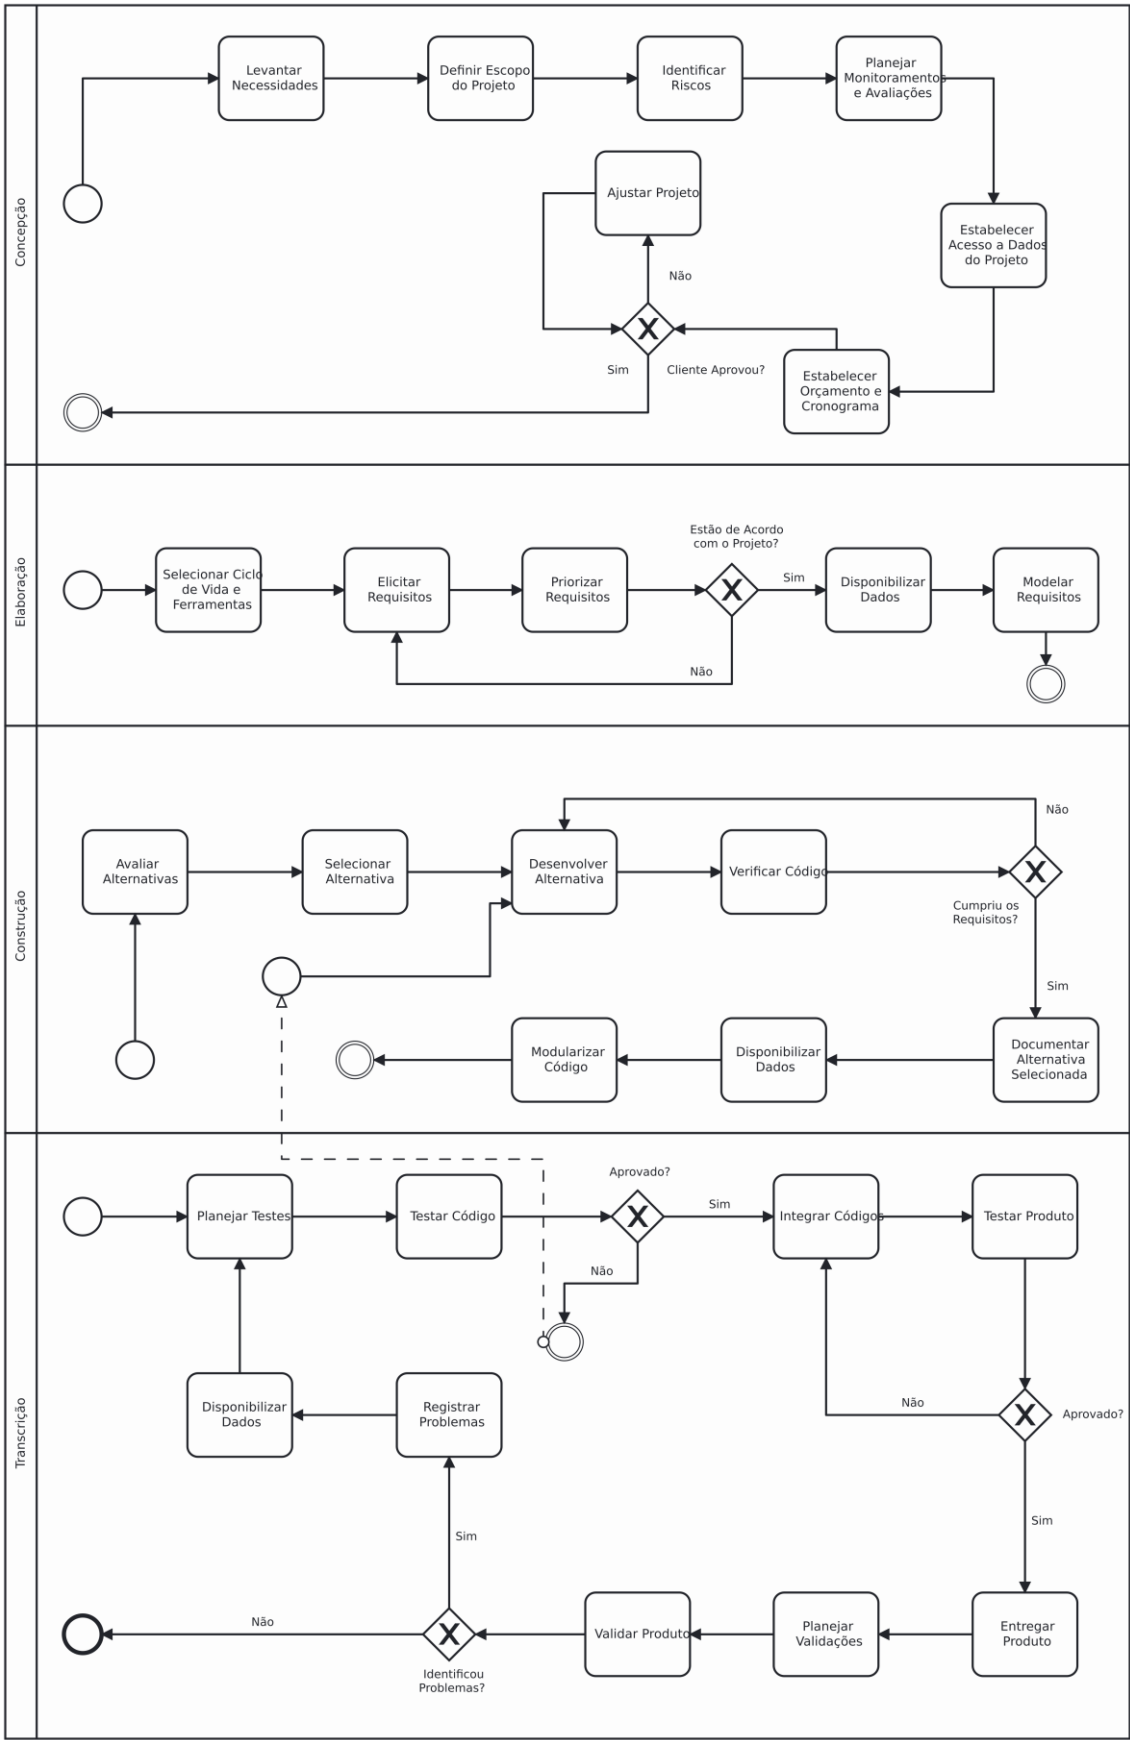 Concepção
Levantar
Necessidades
Definir Escopo
do Projeto
Identificar
Riscos
Planejar
Monitoramentos
e Avaliações
Ajustar Projeto
Estabelecer
Acesso a Dados
do Projeto
Não
Sim
Cliente Aprovou?
Estabelecer
Orçamento e
Cronograma
Elaboração
Selecionar Ciclo
de Vida e
Ferramentas
Elicitar
Requisitos
Priorizar
Requisitos
Estão de Acordo
com o Projeto?
Sim
Não
Disponibilizar
Dados
Modelar
Requisitos
Construção
Avaliar
Alternativas
Selecionar
Alternativa
Desenvolver
Alternativa
Verificar Código
Não
Cumpriu os
Requisitos?
Sim
Modularizar
Código
Disponibilizar
Dados
Documentar
Alternativa
Selecionada
Transcrição
Planejar Testes
Testar Código
Aprovado?
Sim
Não
Integrar Códigos
Testar Produto
Disponibilizar
Dados
Registrar
Problemas
Não
Aprovado?
Sim
Sim
Não
Identificou
Problemas?
Validar Produto
Planejar
Validações
Entregar
Produto